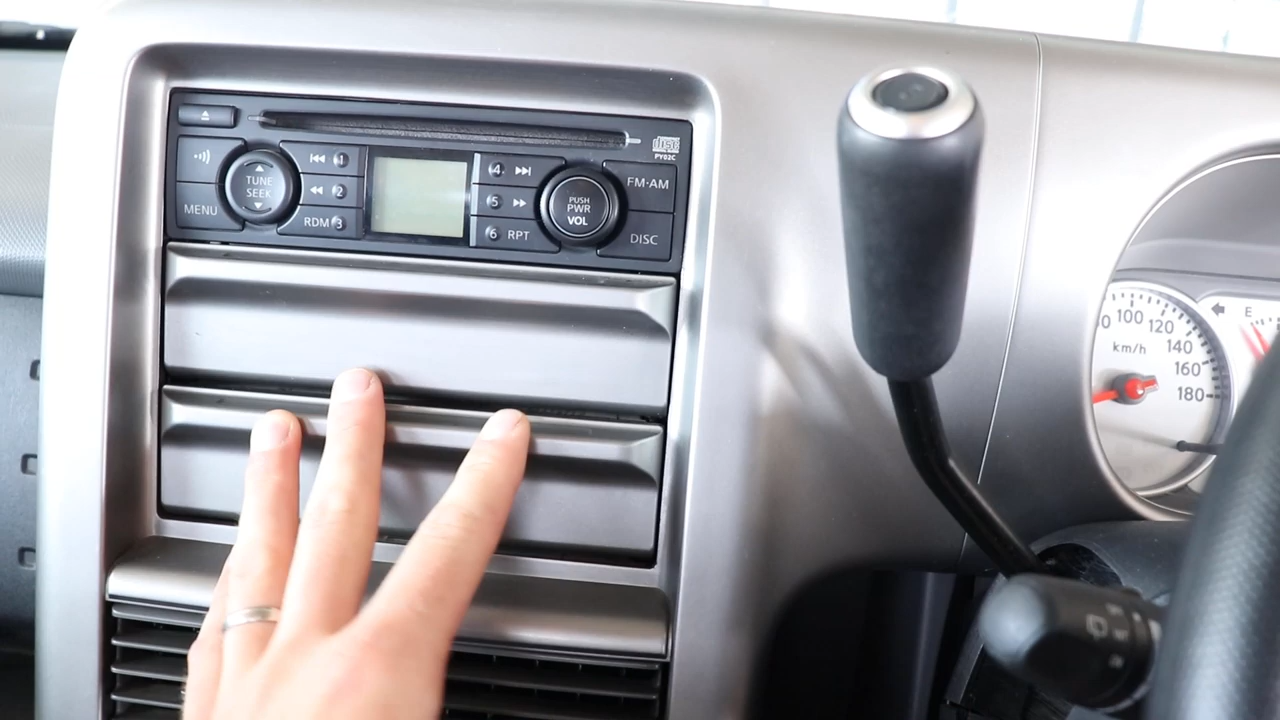 disc
PY02C
1
4
TUNE
SEEK
FM·AM
2
5
PUSH
PWR
VOL
MENU
RDM 3
6 RPT
DISC
100
120
km/h
140
160
180
E